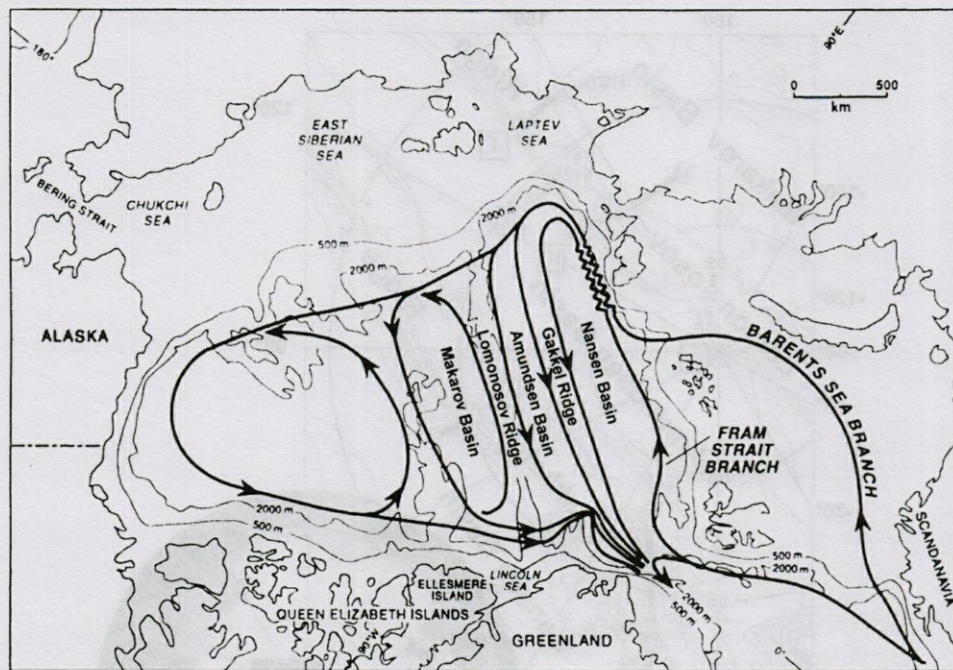 180°
90°E
0 500
km
EAST
SIBERIAN
SEA
LAPTEV
SEA
BERING STRAIT
CHUKCHI
SEA
2000 m
500 m
2000 m
ALASKA
BARENTS SEA BRANCH
Makarov Basin
Lomonosov Ridge
Amundsen Basin
Gakkel Ridge
Nansen Basin
FRAM
STRAIT
BRANCH
2000 m
500 m
500 m
2000 m
SCANDANAVIA
LINCOLN
SEA
ELLESMERE
ISLAND
2000 m
500 m
QUEEN ELIZABETH ISLANDS
90°W
GREENLAND